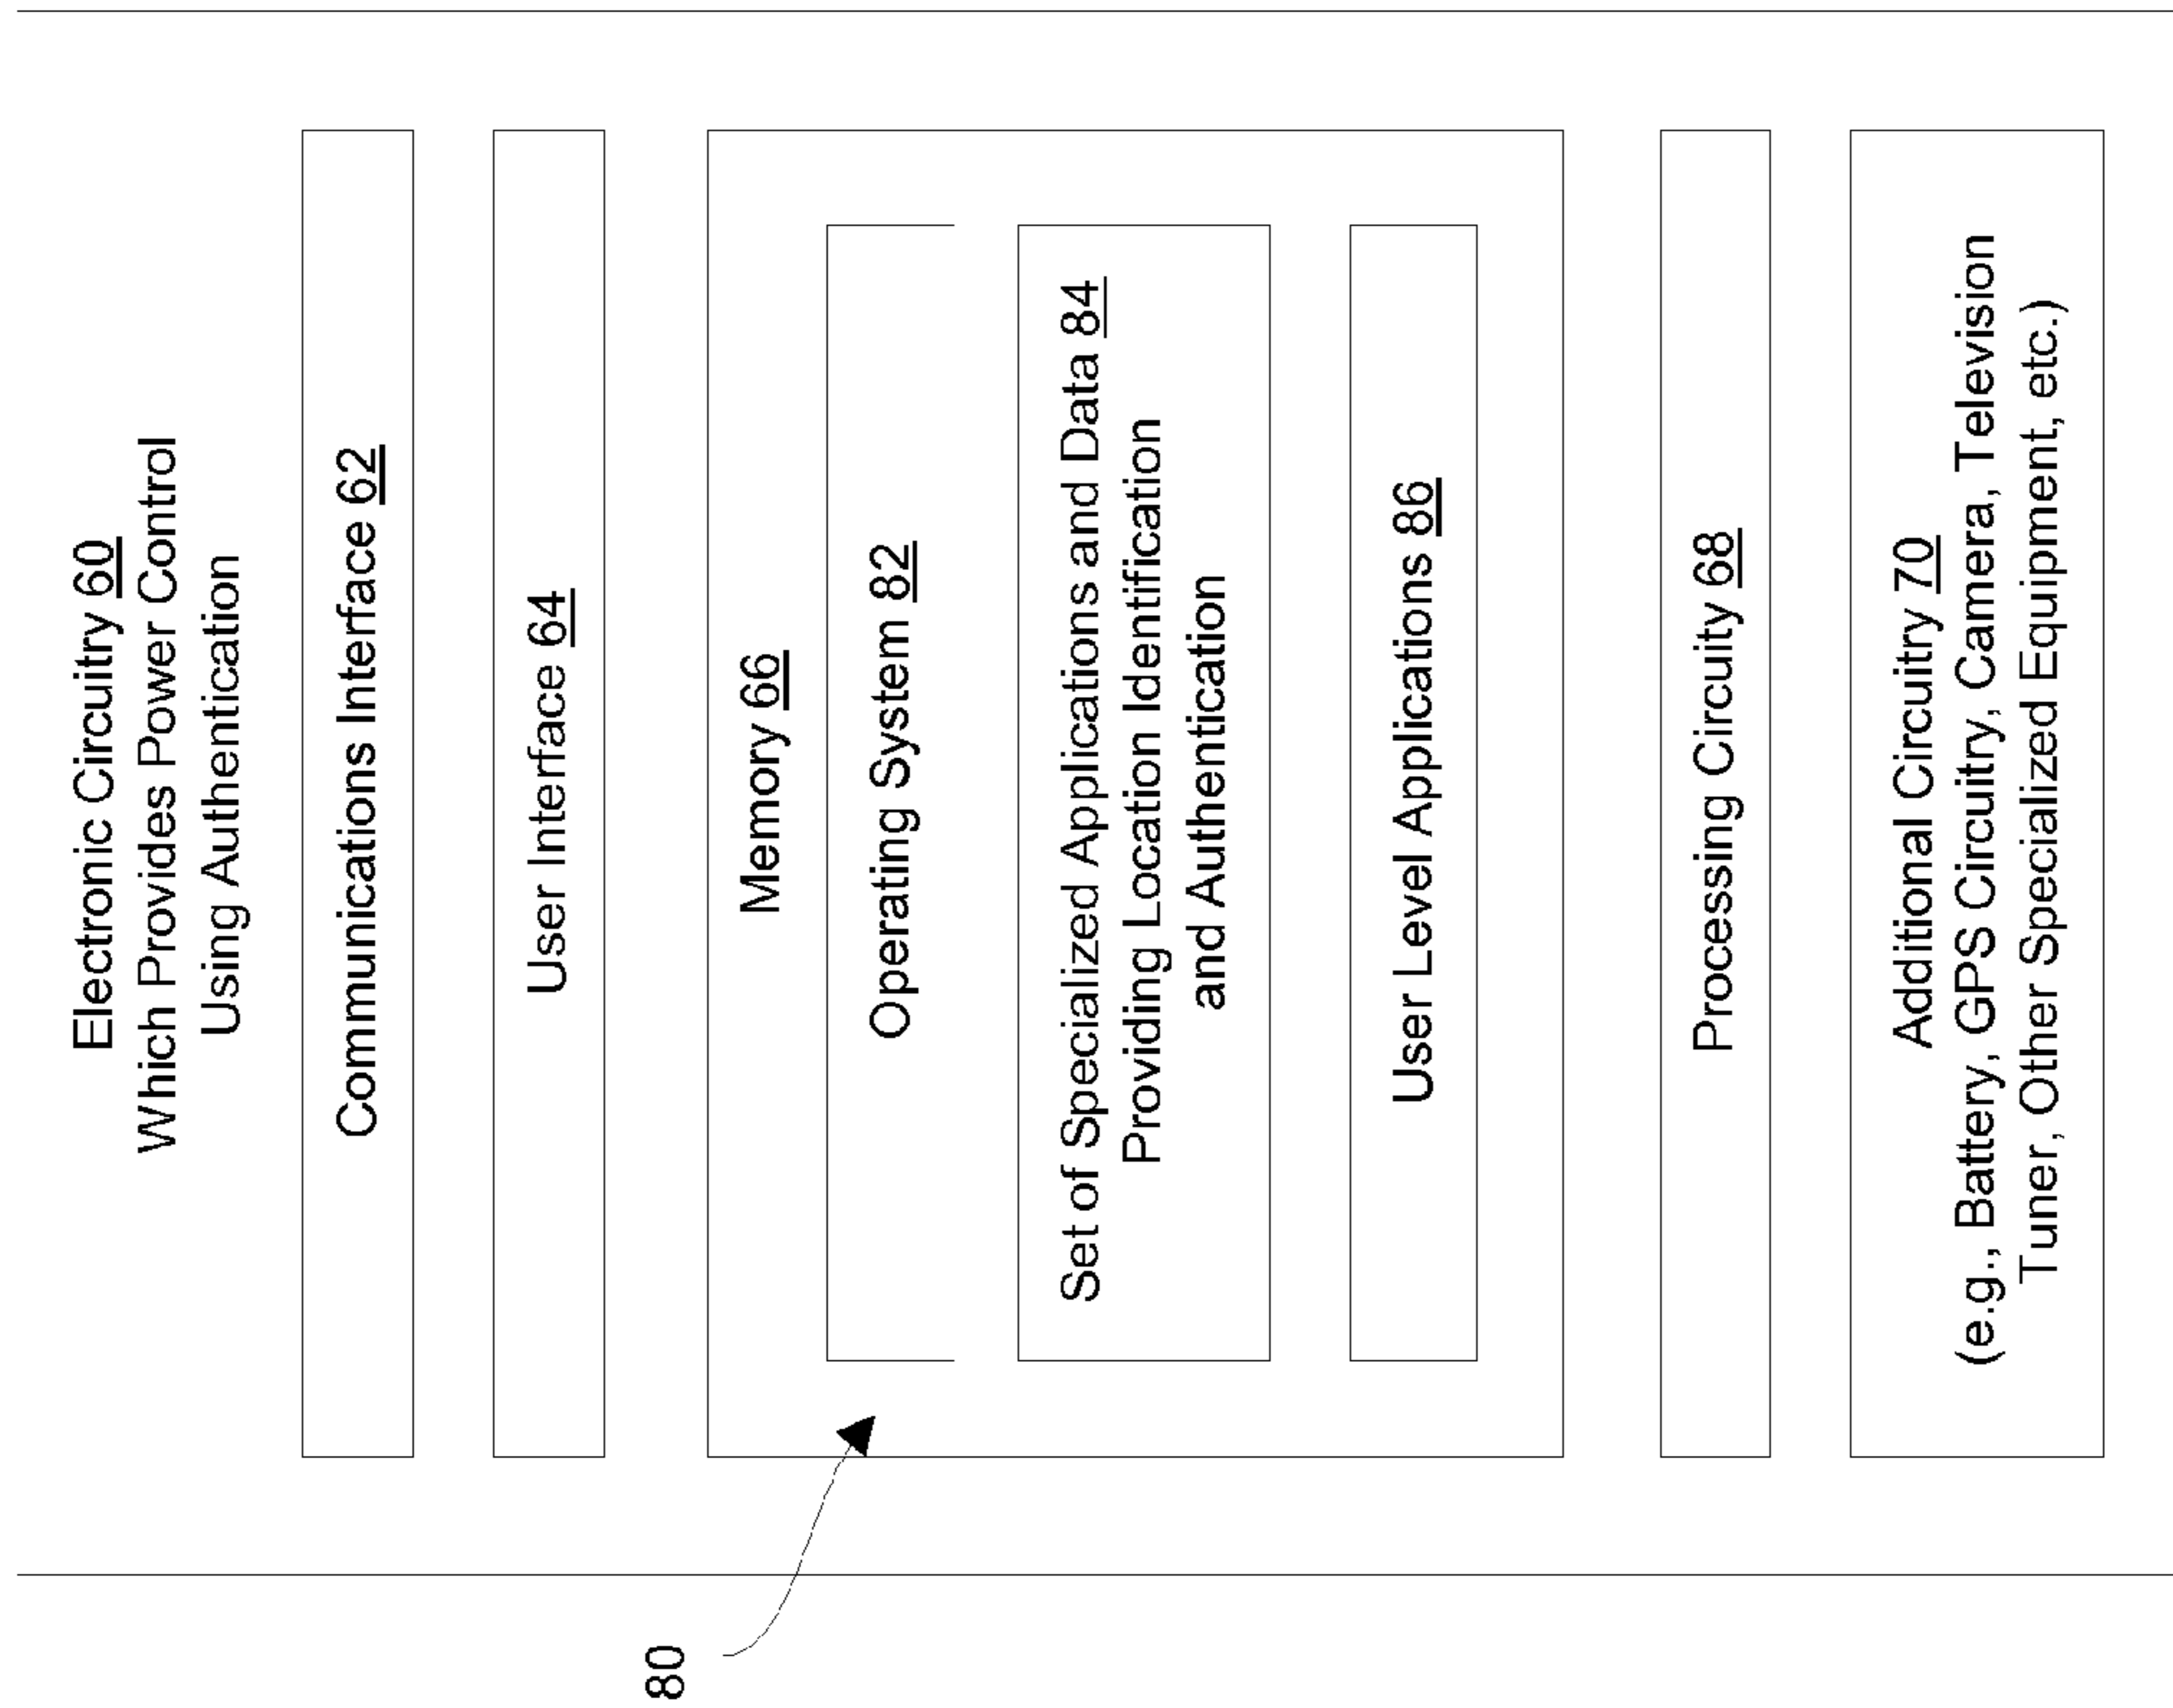 Electronic Circuitry 60
Which Provides Power Control
Using Authentication
Communications Interface 62
User Interface 64
Memory 66
Operating System 82
Set of Specialized Applications and Data 84
Providing Location Identification
and Authentication
User Level Applications 86
Processing Circuity 68
Additional Circuitry 70
(e.g., Battery, GPS Circuitry, Camera, Television
Tuner, Other Specialized Equipment, etc.)
80